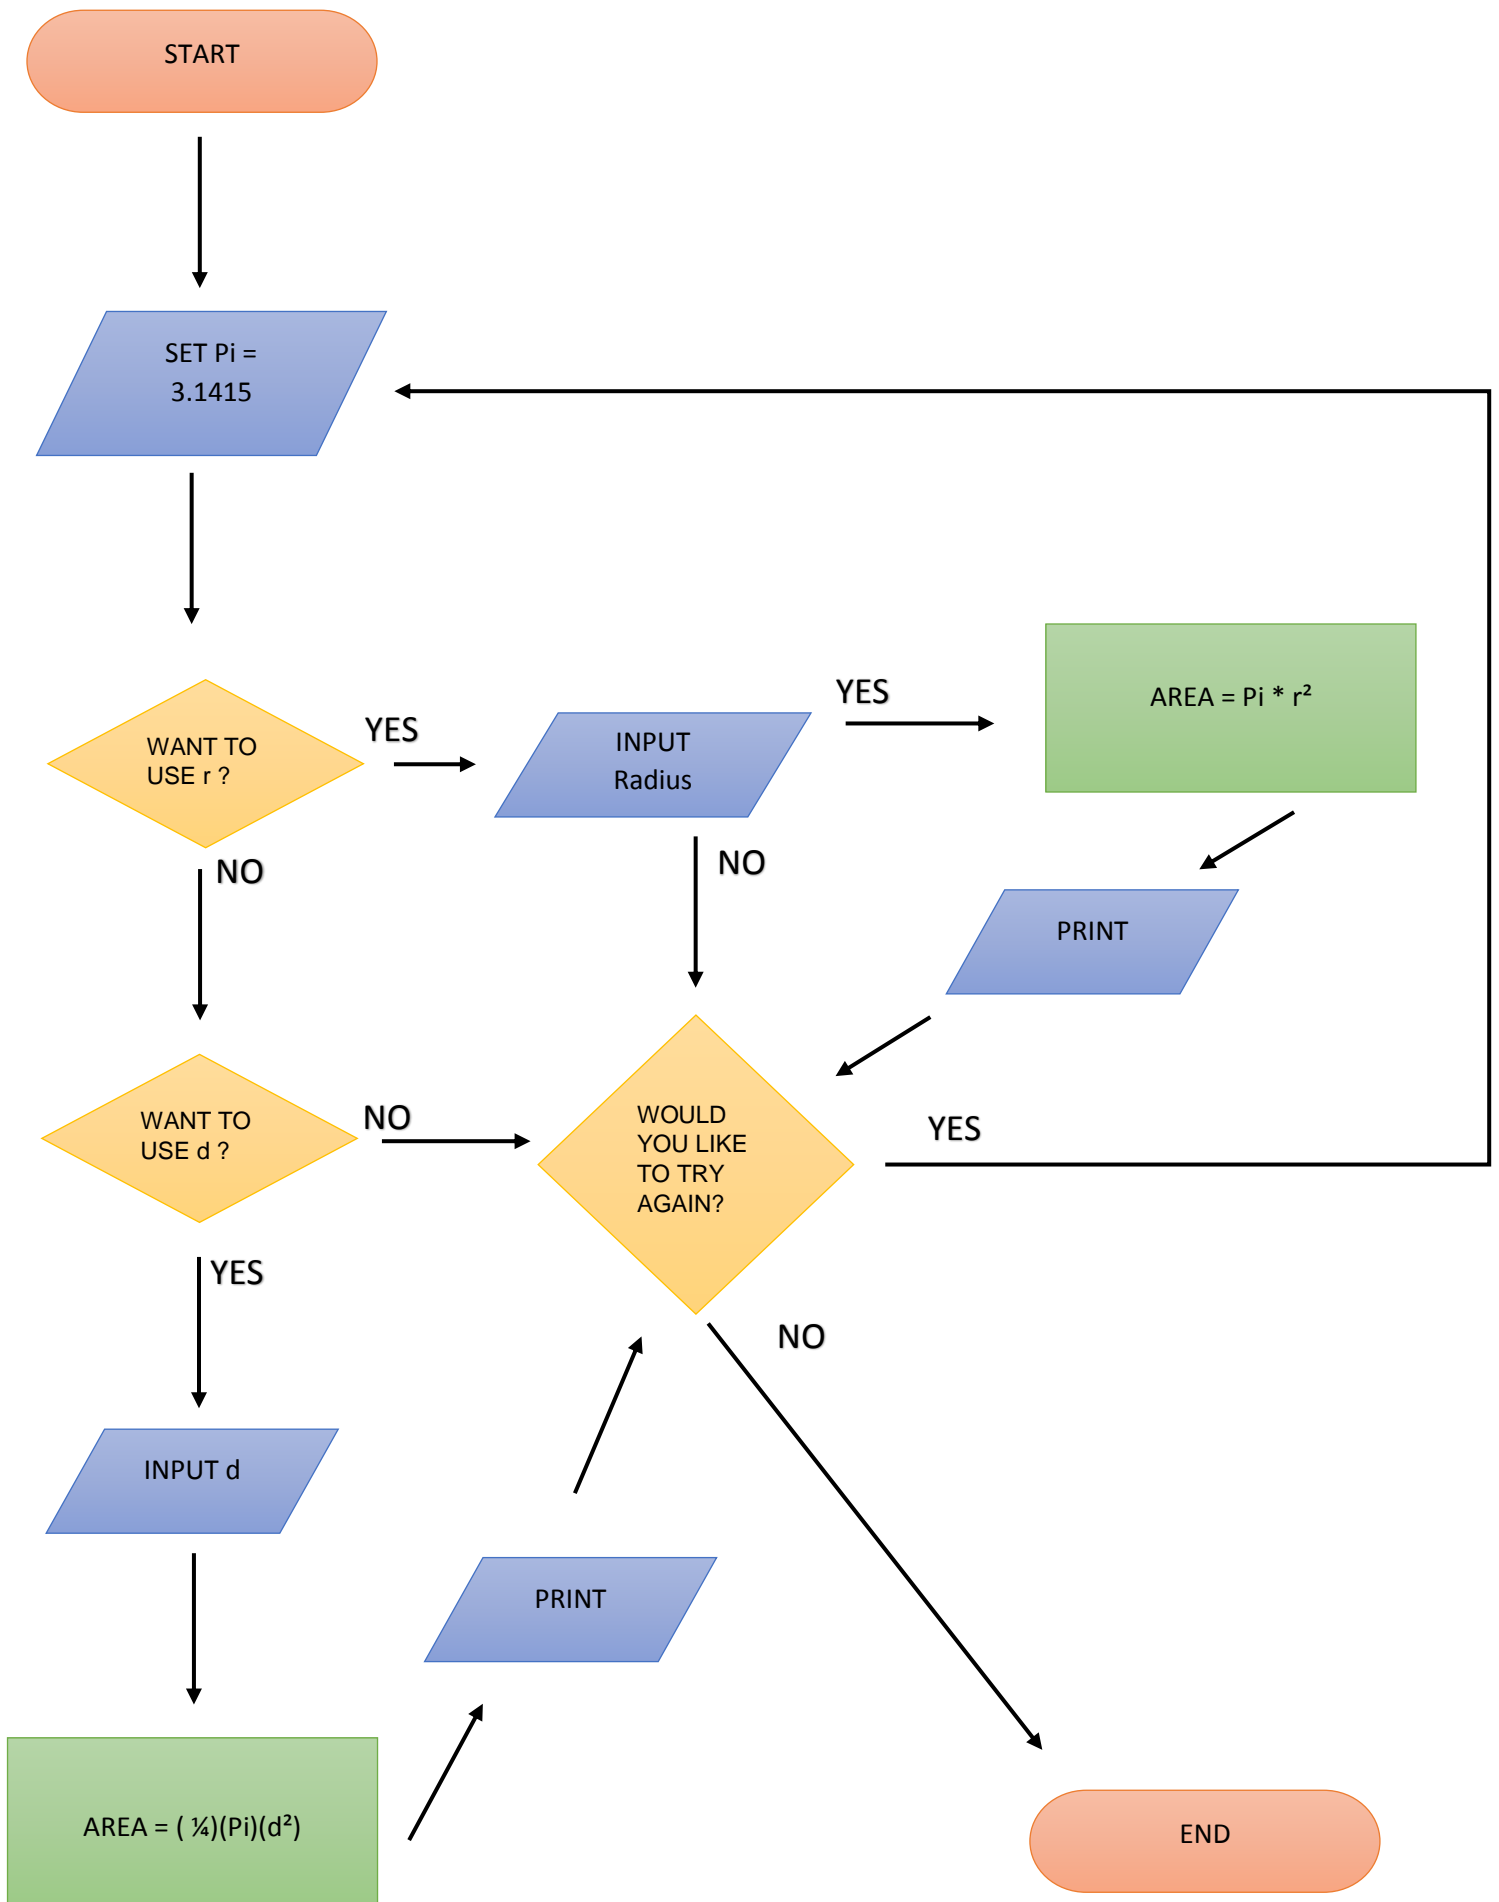 START
SET Pi =
3.1415
WANT TO
USE r ?
YES
INPUT
Radius
YES
AREA = Pi * r²
NO
NO
PRINT
WANT TO
USE d ?
NO
WOULD
YOU LIKE
TO TRY
AGAIN?
YES
YES
NO
INPUT d
PRINT
AREA = ( ¼)(Pi)(d²)
END